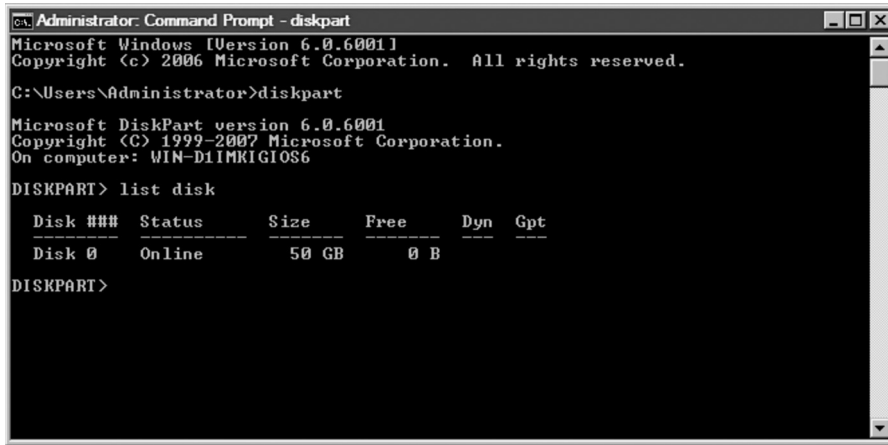 Administrator: Command Prompt - diskpart
Microsoft Windows [Version 6.0.6001]
Copyright (c) 2006 Microsoft Corporation.  All rights reserved.
C:\Users\Administrator>diskpart
Microsoft DiskPart version 6.0.6001
Copyright (C) 1999-2007 Microsoft Corporation.
On computer: WIN-D1IMKIGIOS6
DISKPART> list disk
Disk ###  Status      Size     Free     Dyn  Gpt
--------  ----------  -------  -------  ---  ---
Disk 0    Online        50 GB      0 B
DISKPART>